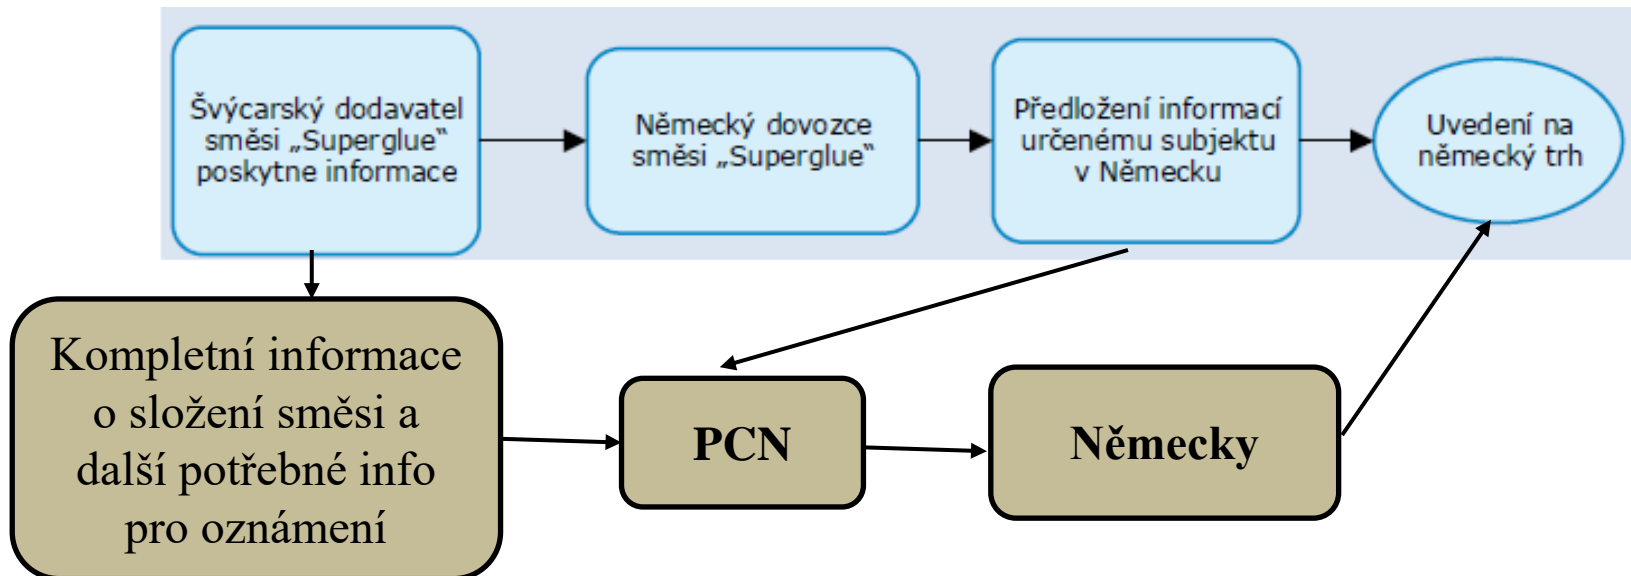 Švýcarský dodavatel
směsi „Superglue“
poskytne informace
Německý dovozce
směsi „Superglue“
Předložení informací
určenému subjektu
v Německu
Uvedení na
německý trh
Kompletní informace
o složení směsi a
další potřebné info
pro oznámení
PCN
Německy